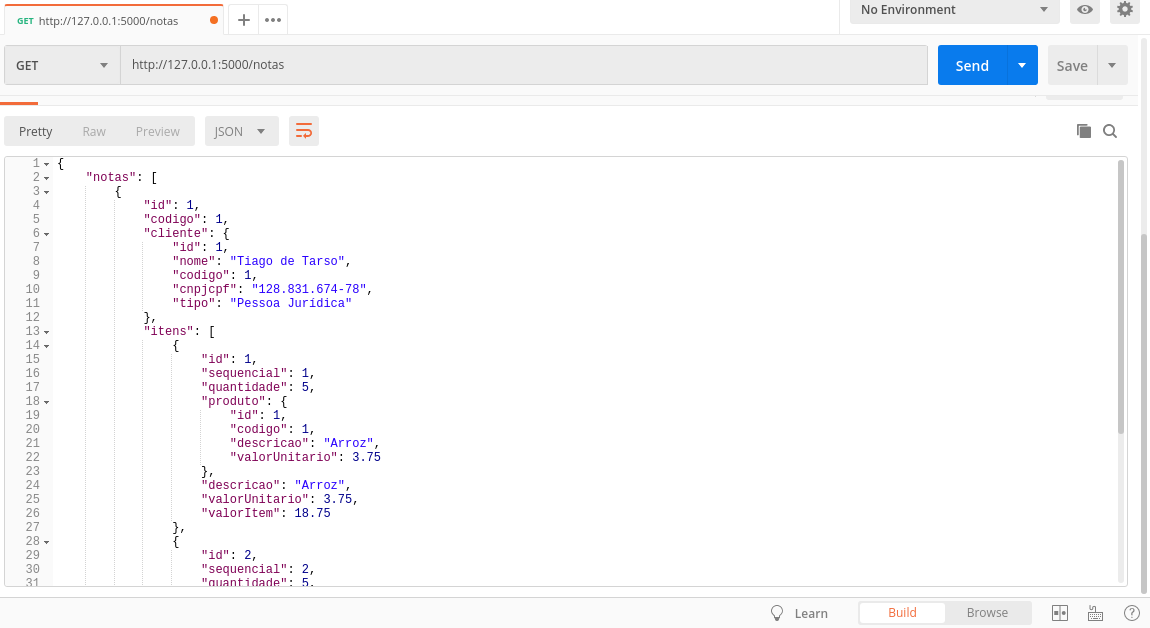 GET http://127.0.0.1:5000/notas
No Environment
GET http://127.0.0.1:5000/notas Send Save
Pretty Raw Preview JSON
1 {
2 "notas": [
3 {
4 "id": 1,
5 "codigo": 1,
6 "cliente": {
7 "id": 1,
8 "nome": "Tiago de Tarso",
9 "codigo": 1,
10 "cnpjcpf": "128.831.674-78",
11 "tipo": "Pessoa Jurídica"
12 },
13 "itens": [
14 {
15 "id": 1,
16 "sequencial": 1,
17 "quantidade": 5,
18 "produto": {
19 "id": 1,
20 "codigo": 1,
21 "descricao": "Arroz",
22 "valorUnitario": 3.75
23 },
24 "descricao": "Arroz",
25 "valorUnitario": 3.75,
26 "valorItem": 18.75
27 },
28 {
29 "id": 2,
30 "sequencial": 2,
31 "quantidade": 5,
Learn Build Browse